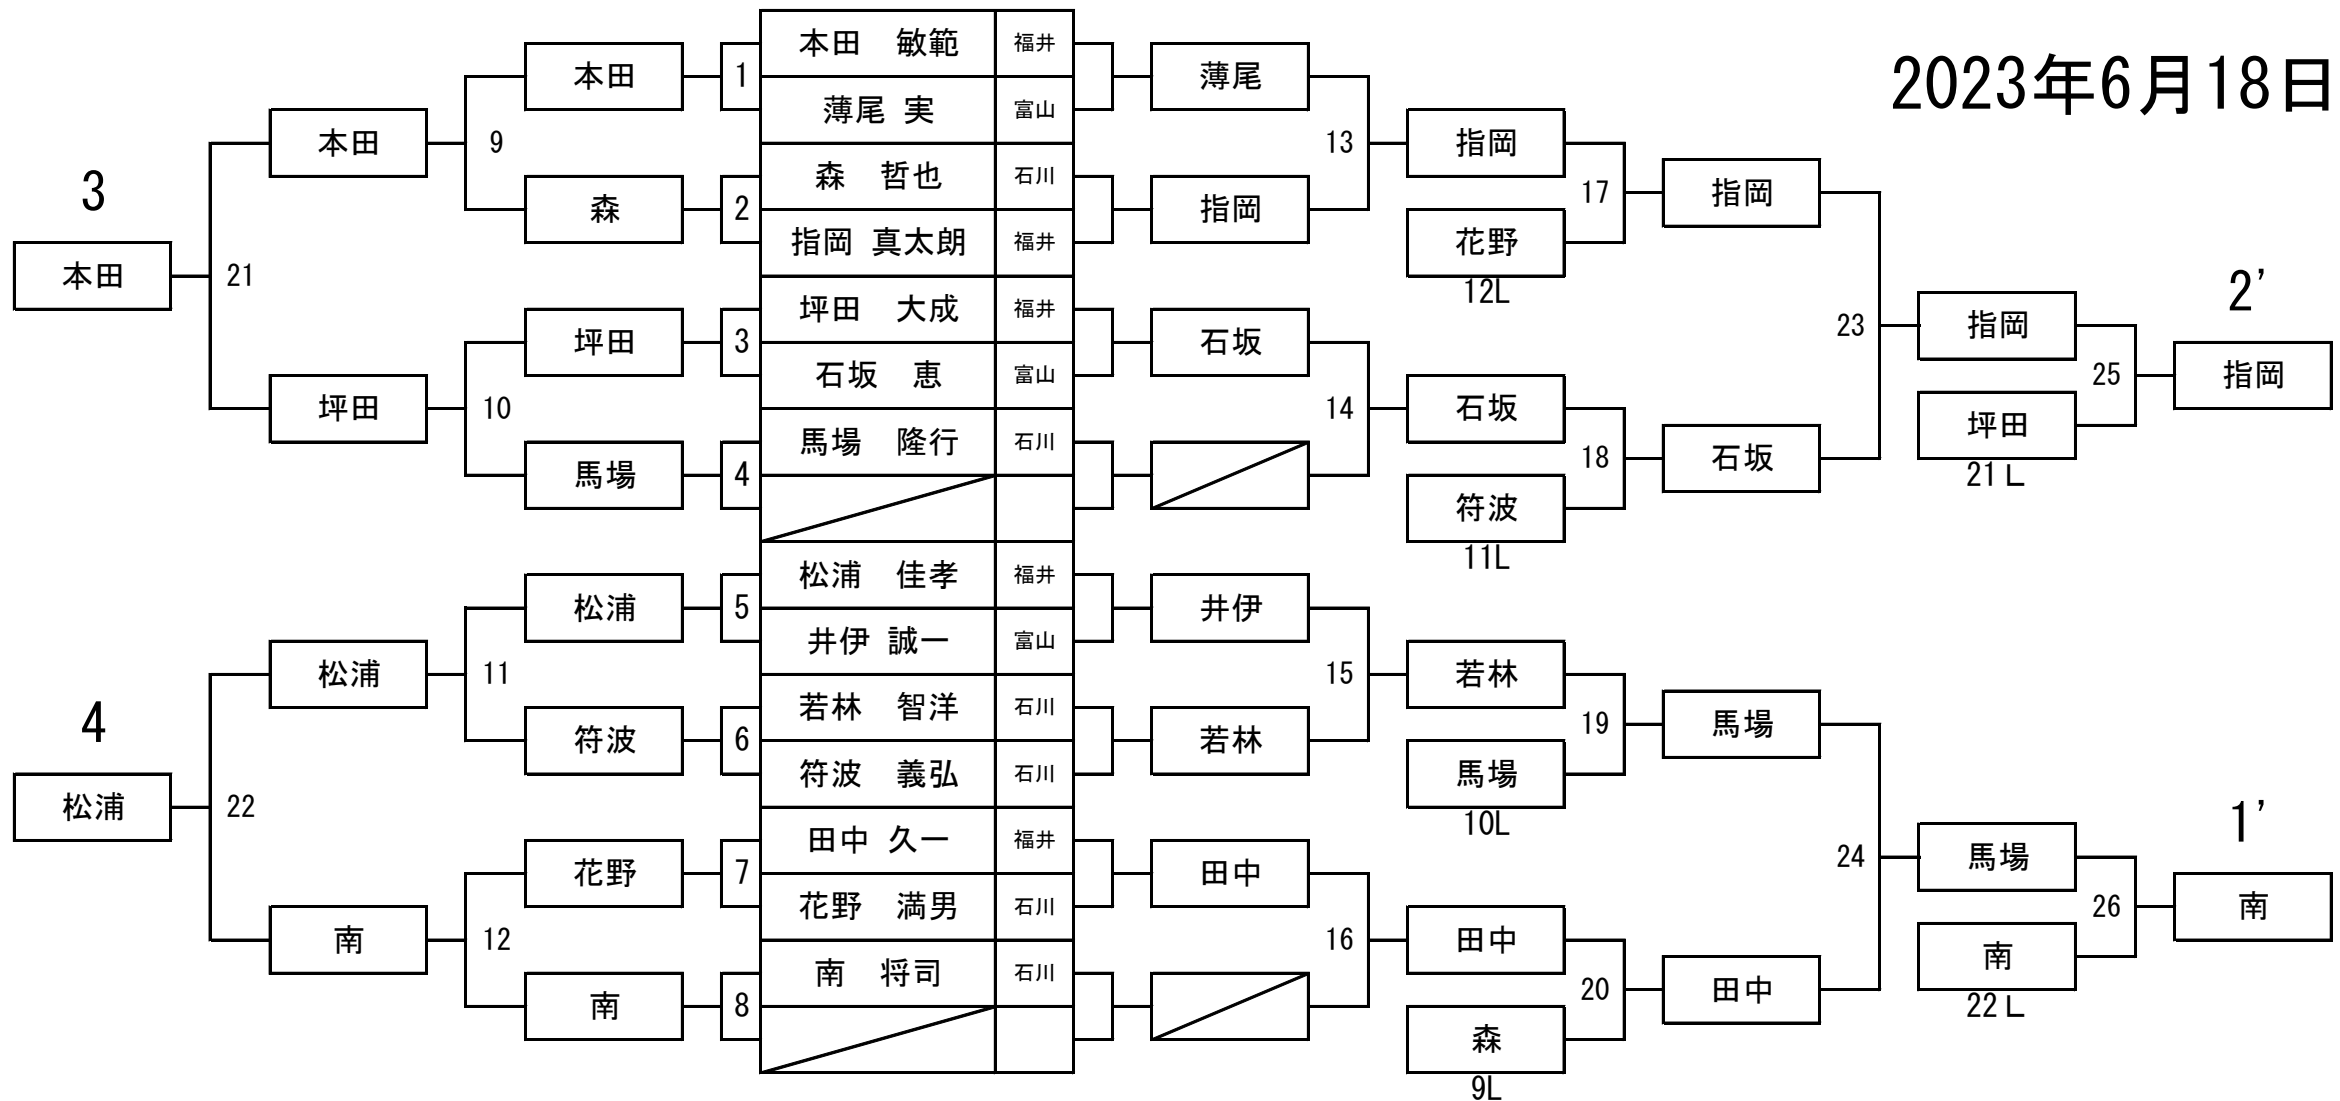 2023年6月18日
本田　敏範 福井
薄尾 実 富山
森　哲也 石川
指岡 真太朗 福井
坪田　大成 福井
石坂　恵 富山
馬場　隆行 石川
松浦　佳孝 福井
井伊 誠一 富山
若林　智洋 石川
符波　義弘 石川
田中 久一 福井
花野　満男 石川
南　将司 石川
1
2
3
4
5
6
7
8
本田
森
坪田
馬場
松浦
符波
花野
南
9
10
11
12
本田
坪田
松浦
南
21
22
3
本田
4
松浦
薄尾
指岡
石坂
井伊
若林
田中
13
14
15
16
指岡
花野
12L
石坂
符波
11L
若林
馬場
10L
田中
森
9L
17
18
19
20
指岡
石坂
馬場
田中
23
24
指岡
坪田
21L
馬場
南
22L
25
26
2’
指岡
1’
南